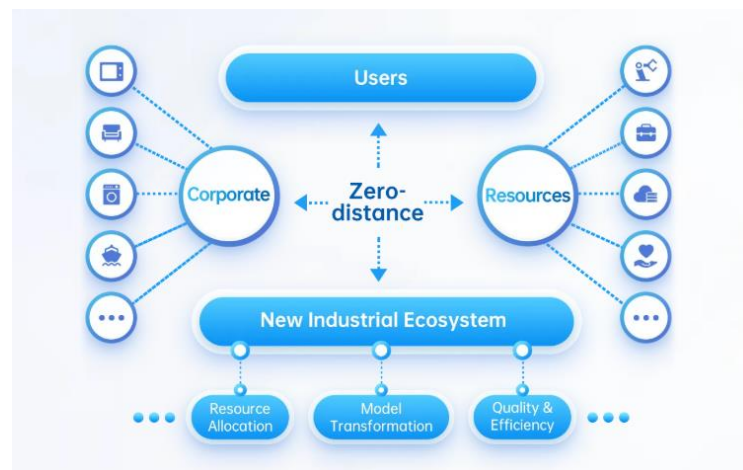 Users
Corporate
Zero-
distance
Resources
New Industrial Ecosystem
Resource
Allocation
Model
Transformation
Quality &
Efficiency